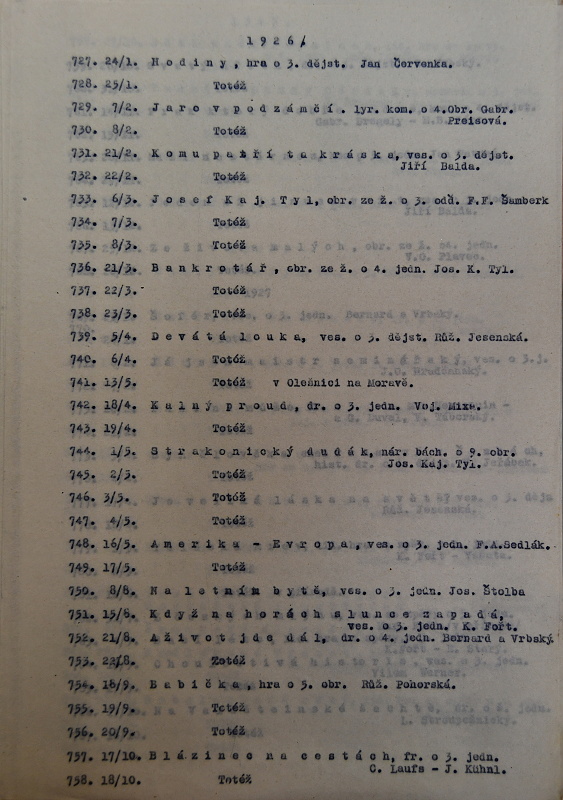 1926/
727. 24/1. Hodiny, hra o 3. dějst. Jan Červenka.
728. 25/1. Totéž
729. 7/2. Jaro v podzámčí. lyr. kom. o 4.Obr. Gabr.
Preisová.
730. 8/2. Totéž
731. 21/2. Komu patří ta kráska, ves. o 3. dějst.
Jiří Balda.
732. 22/2. Totéž
733. 6/3. Josef Kaj. Tyl, obr. ze ž. o 3. odd. F.F. Šamberk
734. 7/3. Totéž
735. 8/3. Totéž
736. 21/3. Bankrotář, obr. ze ž. o 4. jedn. Jos. K. Tyl.
737. 22/3. Totéž
738. 23/3. Totéž
739. 5/4. Devátá louka, ves. o 3. dějst. Růž. Jesenská.
740. 6/4. Totéž
741. 13/5. Totéž v Olešnici na Moravě.
742. 18/4. Kalný proud, dr. o 3. jedn. Voj. Mixa.
743. 19/4. Totéž
744. 1/5. Strakonický dudák, nár. bách. o 9. obr.
Jos. Kaj. Tyl.
745. 2/3. Totéž
746. 3/5. Totéž
747. 4/5. Totéž
748. 16/5. Amerika - Evropa, ves. o 3. jedn. F.A.Sedlák.
749. 17/5. Totéž
750. 8/8. Na letním bytě, ves. o 3. jedn. Jos. Štolba
751. 15/8. Když na horách slunce zapadá,
ves. o 3. jedn. K. Fořt.
752. 21/8. A život jde dál, dr. o 4. jedn. Bernard a Vrbský.
753. 22/8. Totéž
754. 18/9. Babička, hra o 5. obr. Růž. Pohorská.
755. 19/9. Totéž
756. 20/9. Totéž
757. 17/10. Blázinec na cestách, fr. o 3. jedn.
C. Laufs - J. Kühnl.
758. 18/10. Totéž